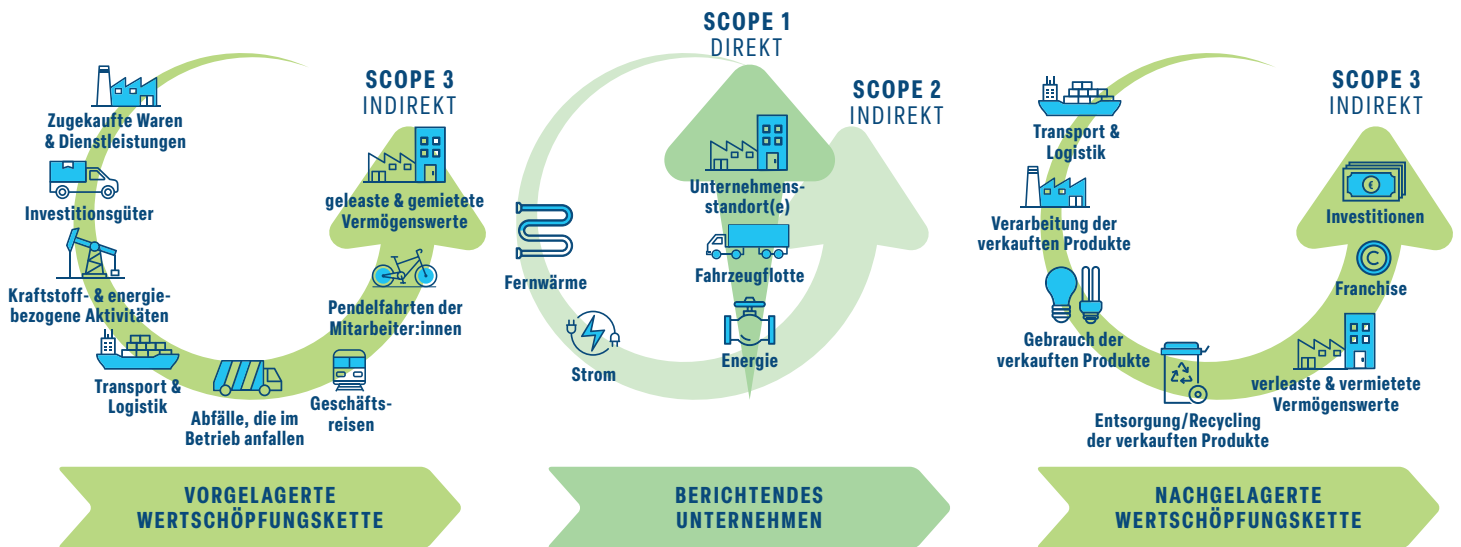 SCOPE 3
INDIREKT
Zugekaufte Waren
& Dienstleistungen
Investitionsgüter
Kraftstoff- & energie-
bezogene Aktivitäten
Transport &
Logistik
Abfälle, die im
Betrieb anfallen
Geschäfts-
reisen
Pendelfahrten der
Mitarbeiter:innen
geleaste & gemietete
Vermögenswerte
VORGELAGERTE
WERTSCHÖPFUNGSKETTE
SCOPE 1
DIREKT
SCOPE 2
INDIREKT
Unternehmens-
standort(e)
Fahrzeugflotte
Energie
Fernwärme
Strom
BERICHTENDES
UNTERNEHMEN
SCOPE 3
INDIREKT
Transport &
Logistik
Verarbeitung der
verkauften Produkte
Gebrauch der
verkauften Produkte
Entsorgung/Recycling
der verkauften Produkte
verleaste & vermietete
Vermögenswerte
C
Franchise
€
Investitionen
NACHGELAGERTE
WERTSCHÖPFUNGSKETTE